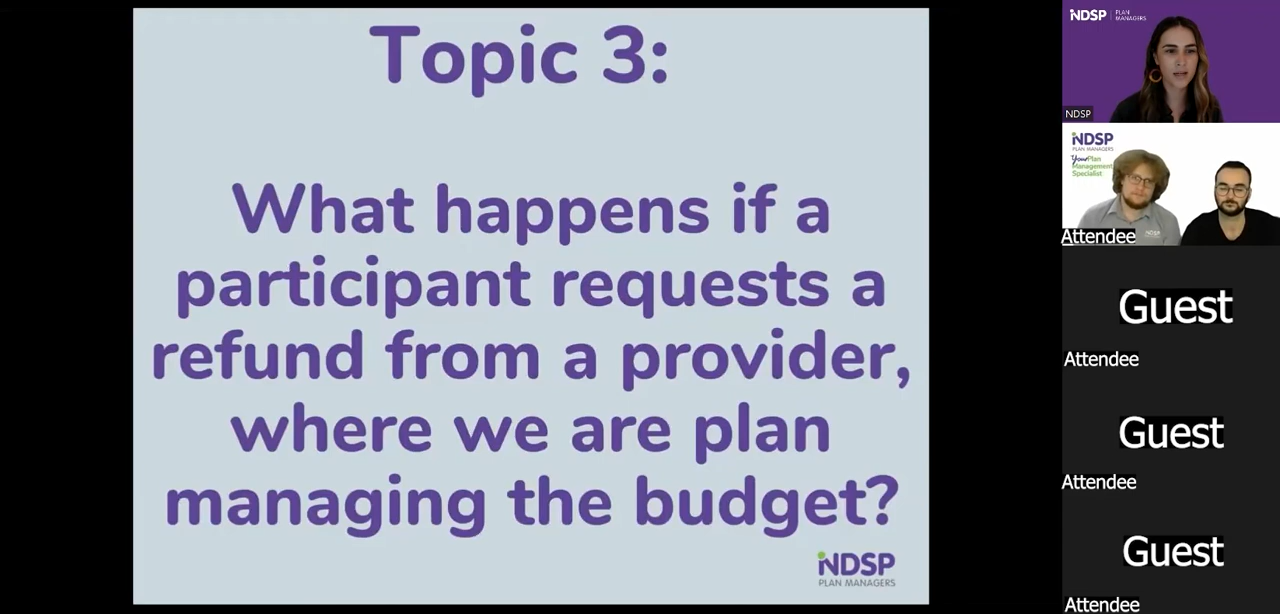 Topic 3:
What happens if a
participant requests a
refund from a provider,
where we are plan
managing the budget?
NDSP
PLAN MANAGERS
NDSP PLAN
MANAGERS
NDSP
NDSP
PLAN MANAGERS
Your Plan
Management
Specialist
NDSP
Attendee
Guest
Attendee
Guest
Attendee
Guest
Attendee